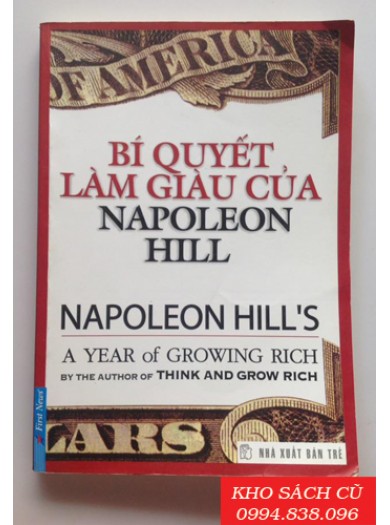 OF AMERICA
BÍ QUYẾT
LÀM GIÀU CỦA
NAPOLEON
HILL
NAPOLEON HILL'S
A YEAR of GROWING RICH
BY THE AUTHOR OF THINK AND GROW RICH
First News
LARS
NHÀ XUẤT BẢN TRẺ
KHO SÁCH CŨ
0994.838.096